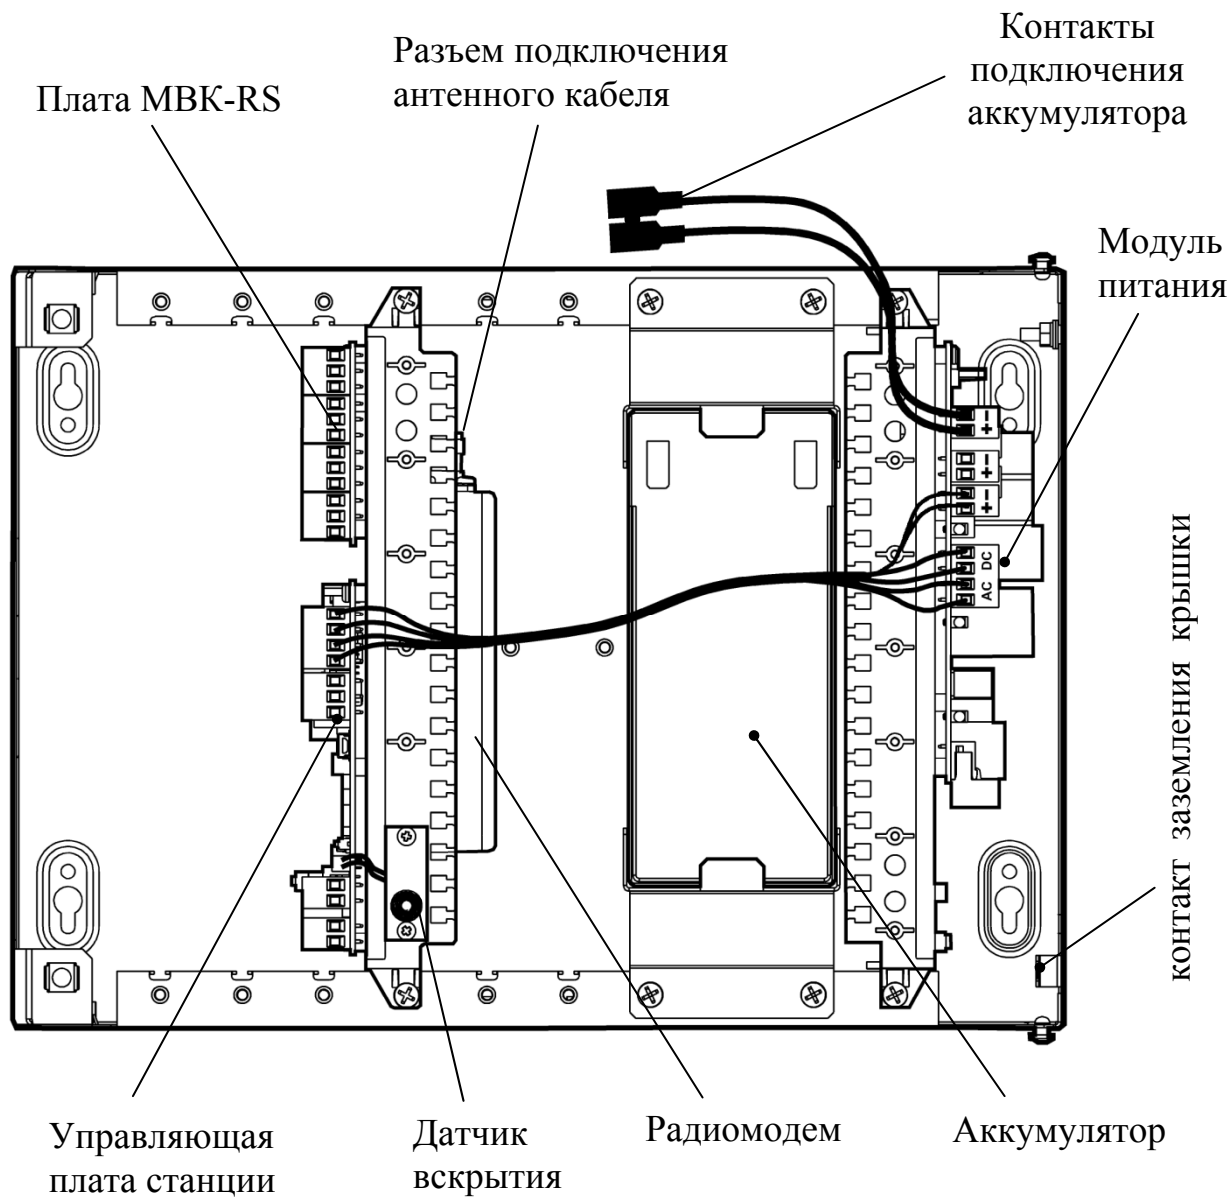 Контакты
подключения
аккумулятора
Разъем подключения
антенного кабеля
Плата МВК-RS
Модуль
питания
+ −
+ −
+ −
DC
AC
контакт заземления крышки
Управляющая
плата станции
Датчик
вскрытия
Радиомодем
Аккумулятор